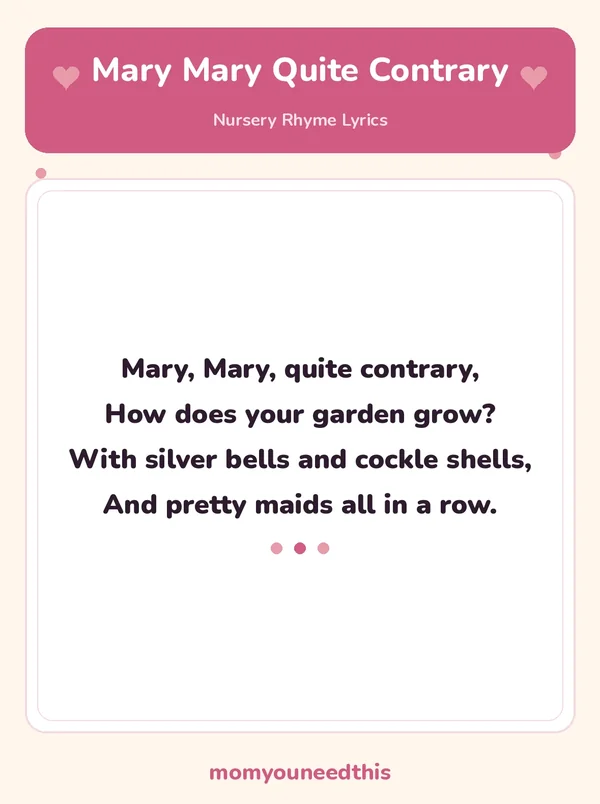 Mary Mary Quite Contrary
Nursery Rhyme Lyrics
Mary, Mary, quite contrary,
How does your garden grow?
With silver bells and cockle shells,
And pretty maids all in a row.
momyouneedthis